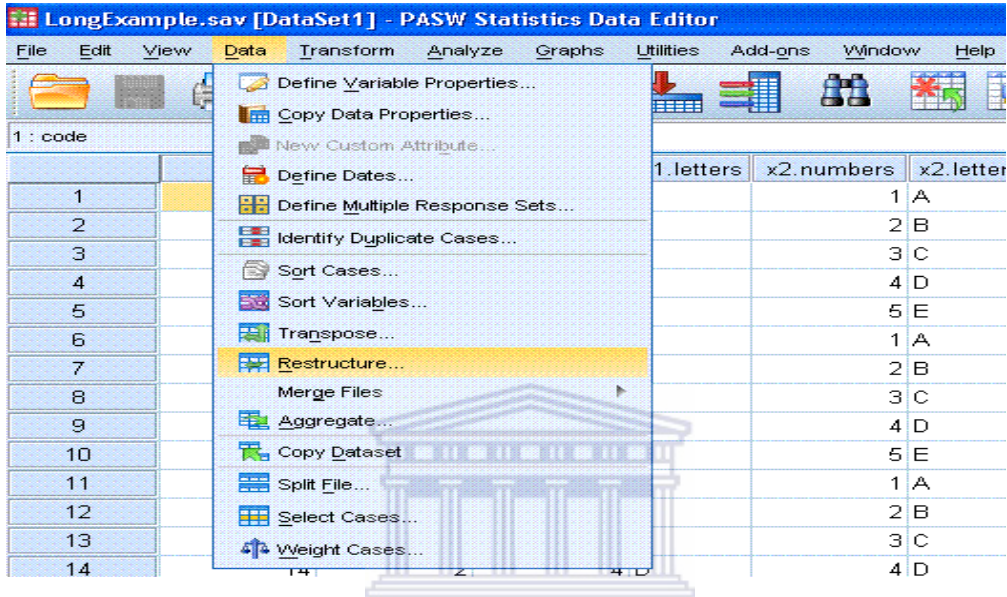 LongExample.sav [DataSet1] - PASW Statistics Data Editor
File Edit View Data Transform Analyze Graphs Utilities Add-ons Window Help
Define Variable Properties...
Copy Data Properties...
1 : code
New Custom Attribute...
1.letters x2.numbers x2.letter
Define Dates...
1 1 A
Define Multiple Response Sets...
2 2 B
Identify Duplicate Cases...
3 3 C
Sort Cases...
4 4 D
Sort Variables...
5 5 E
Transpose...
6 1 A
Restructure...
7 2 B
Merge Files
8 3 C
Aggregate...
9 4 D
Copy Dataset
10 5 E
Split File...
11 1 A
Select Cases...
12 2 B
Weight Cases...
13 3 C
14 14 2 4 D 4 D